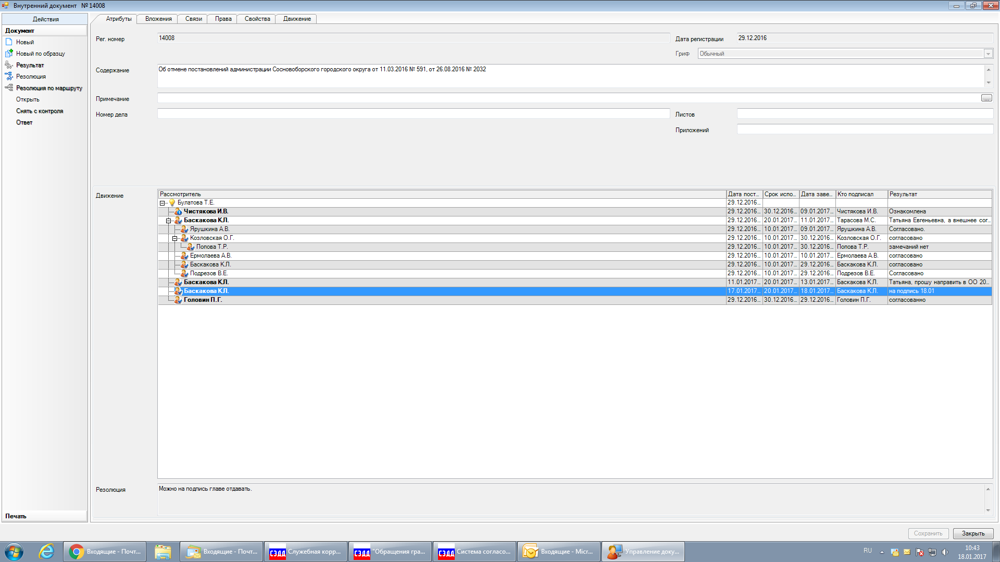 Внутренний документ № 14008
Действия
Документ
Новый
Новый по образцу
Результат
Резолюция
Резолюция по маршруту
Открыть
Снять с контроля
Ответ
Печать
Атрибуты Вложения Связи Права Свойства Движение
Рег. номер 14008 Дата регистрации 29.12.2016
Гриф Обычный
Содержание Об отмене постановлений администрации Сосновоборского городского округа от 11.03.2016 № 591, от 26.08.2016 № 2032
Примечание ...
Номер дела Листов
Приложений
Движение
Рассмотритель Дата пост... Срок испо... Дата заве... Кто подписал Результат
Булатова Т.Е. 29.12.2016...
Чистякова И.В. 29.12.2016... 30.12.2016... 09.01.2017... Чистякова И.В. Ознакомлена
Баскакова К.Л. 29.12.2016... 20.01.2017... 11.01.2017... Тарасова М.С. Татьяна Евгеньевна, а внешнее сог...
Ярушкина А.В. 29.12.2016... 10.01.2017... 09.01.2017... Ярушкина А.В. Согласовано.
Козловская О.Г. 29.12.2016... 10.01.2017... 30.12.2016... Козловская О.Г. согласовано
Попова Т.Р. 29.12.2016... 10.01.2017... 30.12.2016... Попова Т.Р. замечаний нет
Ермолаева А.В. 29.12.2016... 10.01.2017... 10.01.2017... Ермолаева А.В. согласовано
Баскакова К.Л. 29.12.2016... 10.01.2017... 29.12.2016... Баскакова К.Л. согласовано
Подрезов В.Е. 29.12.2016... 10.01.2017... 29.12.2016... Подрезов В.Е. Согласовано
Баскакова К.Л. 11.01.2017... 20.01.2017... 13.01.2017... Баскакова К.Л. Татьяна, прошу направить в ОО 20...
Баскакова К.Л. 17.01.2017... 20.01.2017... 18.01.2017... Баскакова К.Л. на подпись 18.01
Головин П.Г. 29.12.2016... 30.12.2016... 29.12.2016... Головин П.Г. согласованно
Резолюция Можно на подпись главе отдавать.
Сохранить Закрыть
Входящие - Почт... Входящие - Почт... СЭДД Служебная корр... СЭДД "Обращения гра... СЭДД Система согласо... Входящие - Micr... Управление доку... RU 10:43
18.01.2017